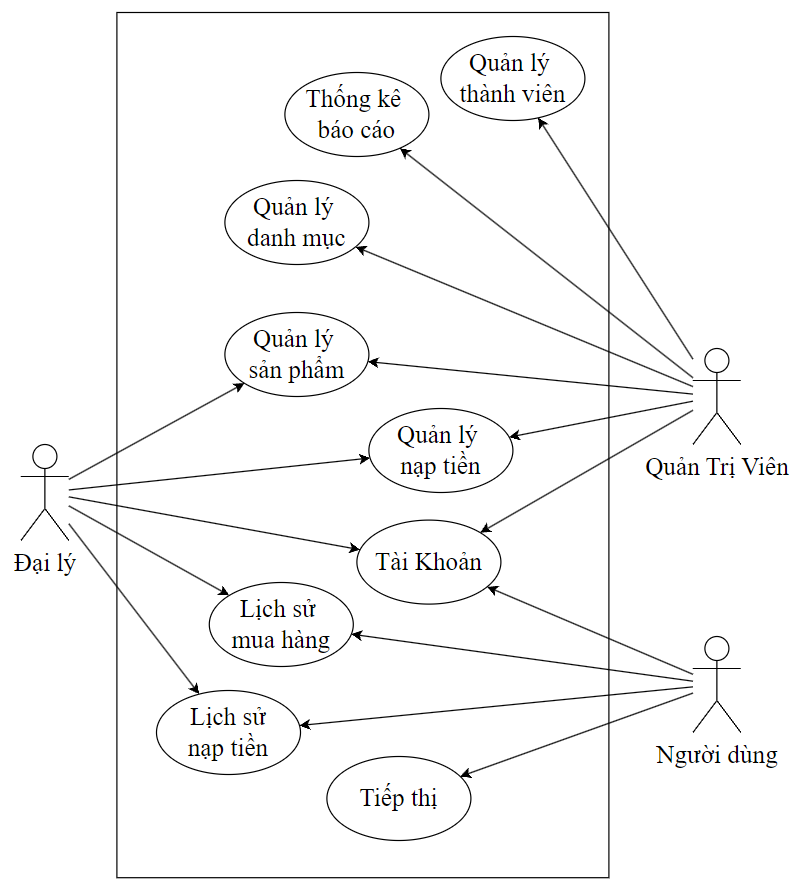 Quản lý
thành viên
Thống kê
báo cáo
Quản lý
danh mục
Quản lý
sản phẩm
Quản lý
nạp tiền
Quản Trị Viên
Đại lý
Tài Khoản
Lịch sử
mua hàng
Lịch sử
nạp tiền
Người dùng
Tiếp thị